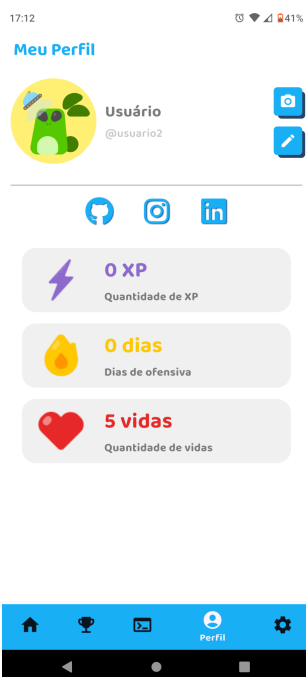 17:12
41%
Meu Perfil
Usuário
@usuario2
in
0 XP
Quantidade de XP
0 dias
Dias de ofensiva
5 vidas
Quantidade de vidas
Perfil